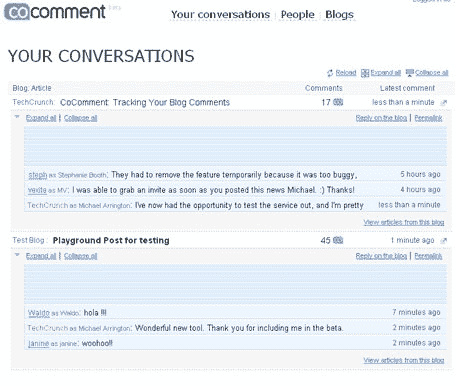 cocomment beta
Your conversations | People | Blogs
YOUR CONVERSATIONS
Reload Expand all Collapse all
Blog: Article Comments Latest comment
TechCrunch: CoComment: Tracking Your Blog Comments 17 less than a minute
Expand all | Collapse all Reply on the blog | Permalink
steph as Stephanie Booth: They had to remove the feature temporarily because it was too buggy, 5 hours ago
vexite as MV: I was able to grab an invite as soon as you posted this news Michael. :) Thanks! 4 hours ago
TechCrunch as Michael Arrington: I've now had the opportunity to test the service out, and I'm pretty less than a minute
View articles from this blog
Test Blog: Playground Post for testing 45 1 minute ago
Expand all | Collapse all Reply on the blog | Permalink
Waldo as Waldo: hola !!! 7 minutes ago
TechCrunch as Michael Arrington: Wonderful new tool. Thank you for including me in the beta. 2 minutes ago
Janine as janine: woohoo!! 2 minutes ago
View articles from this blog